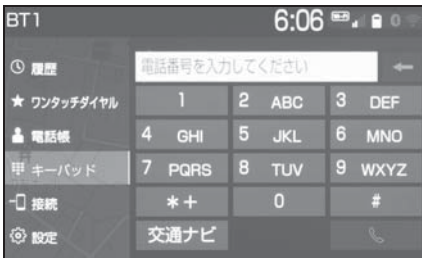 BT1 6:06
履歴
ワンタッチダイヤル
電話帳
キーパッド
接続
設定
電話番号を入力してください
1
2 ABC
3 DEF
4 GHI
5 JKL
6 MNO
7 PQRS
8 TUV
9 WXYZ
*+
0
#
交通ナビ